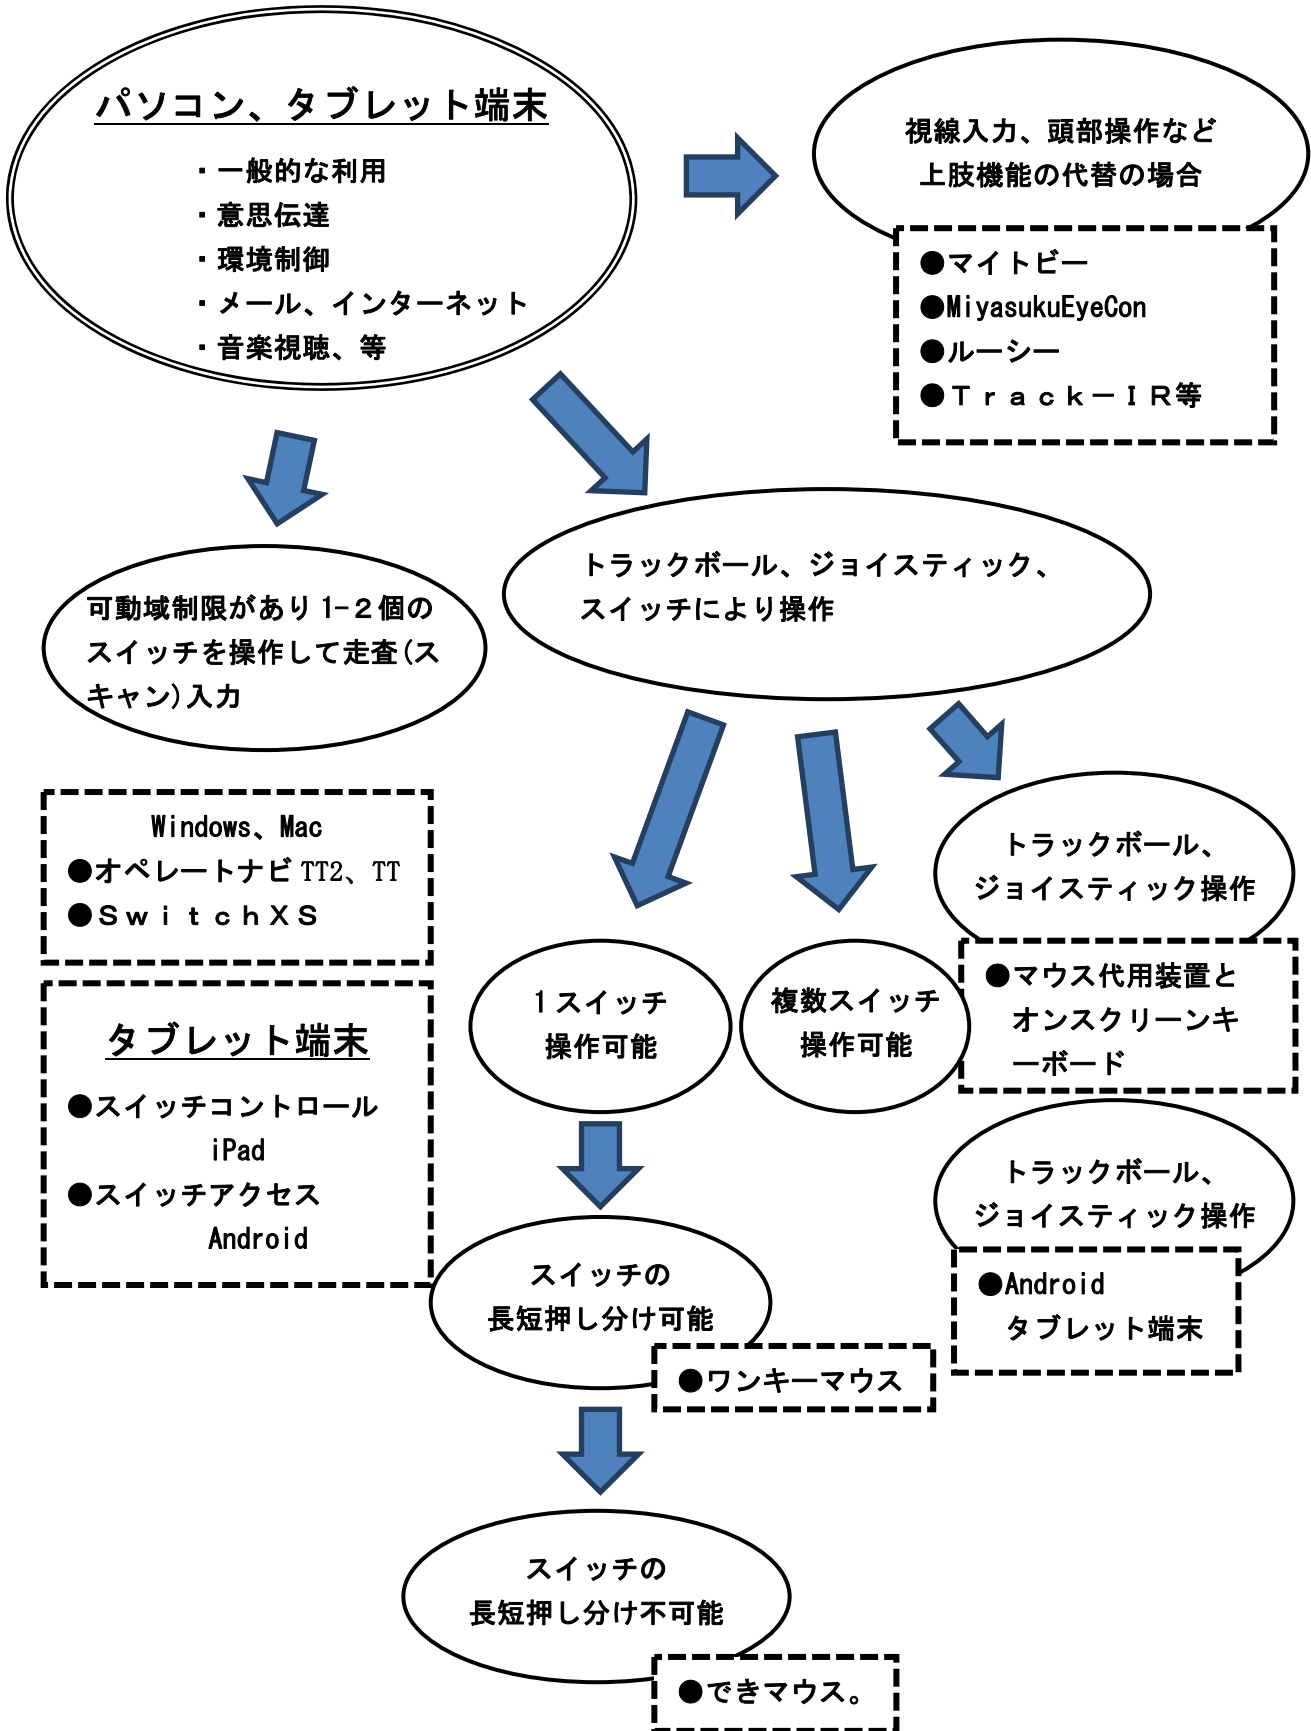 パソコン、タブレット端末
・一般的な利用
・意思伝達
・環境制御
・メール、インターネット
・音楽視聴、等
視線入力、頭部操作など
上肢機能の代替の場合
●マイトビー
●MiyasukuEyeCon
●ルーシー
●Ｔｒａｃｋ－ＩＲ等
可動域制限があり1-２個の
スイッチを操作して走査(ス
キャン)入力
トラックボール、ジョイスティック、
スイッチにより操作
Windows、Mac
●オペレートナビTT2、TT
●ＳｗｉｔｃｈＸＳ
タブレット端末
●スイッチコントロール
iPad
●スイッチアクセス
Android
1スイッチ
操作可能
複数スイッチ
操作可能
トラックボール、
ジョイスティック操作
●マウス代用装置と
オンスクリーンキ
ーボード
トラックボール、
ジョイスティック操作
●Android
タブレット端末
スイッチの
長短押し分け可能
●ワンキーマウス
スイッチの
長短押し分け不可能
●できマウス。